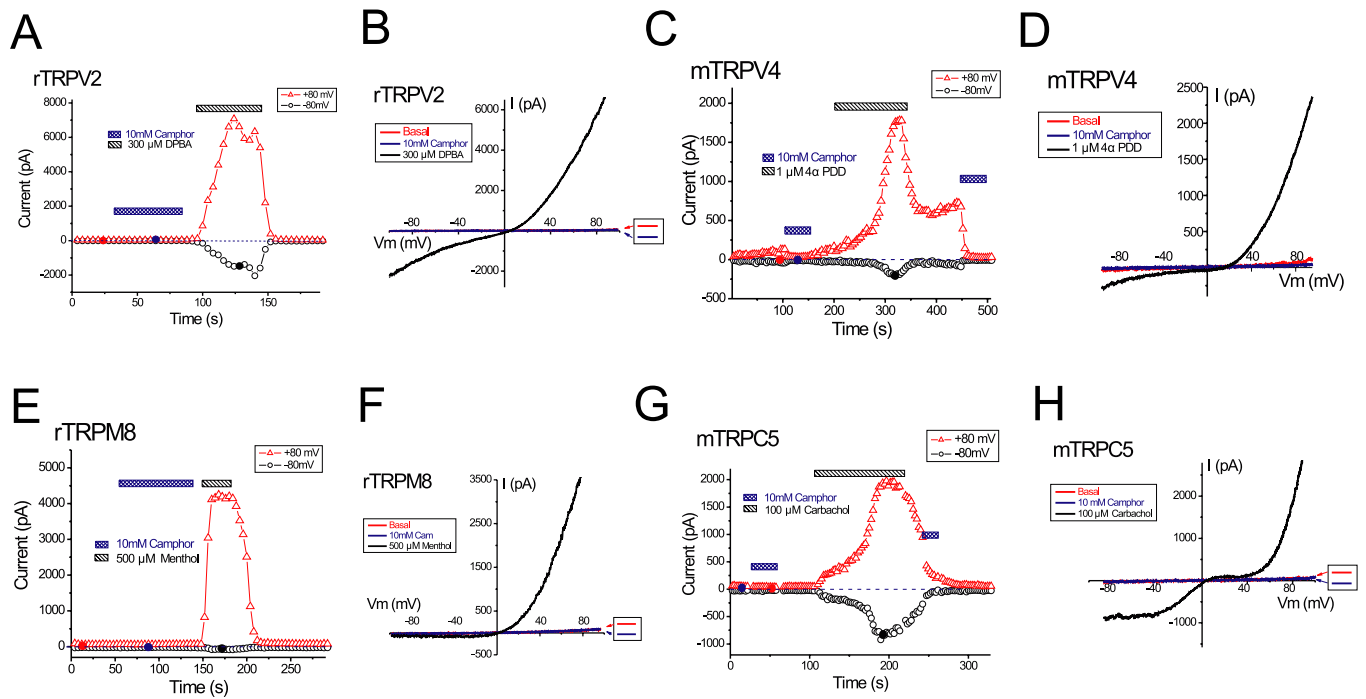 A
rTRPV2
+80 mV
-80mV
10mM Camphor
300 µM DPBA
Current (pA)
8000
6000
4000
2000
0
-2000
0 50 100 150
Time (s)
B
rTRPV2
I (pA)
Basal
10mM Camphor
300 µM DPBA
6000
4000
2000
-2000
-80 -40 40 80
Vm (mV)
C
mTRPV4
+80 mV
-80mV
10mM Camphor
1 µM 4α PDD
Current (pA)
2000
1500
1000
500
0
-500
0 100 200 300 400 500
Time (s)
D
mTRPV4
I (pA)
Basal
10mM Camphor
1 µM 4α PDD
2500
2000
1500
1000
500
-80 -40 40 80
Vm (mV)
E
rTRPM8
+80 mV
-80mV
10mM Camphor
500 µM Menthol
Current (pA)
5000
4000
3000
2000
1000
0
0 50 100 150 200 250
Time (s)
F
rTRPM8
I (pA)
Basal
10mM Cam
500 µM Menthol
3500
2500
1500
500
-500
-80 -40 40 80
Vm (mV)
G
mTRPC5
+80 mV
-80mV
10mM Camphor
100 µM Carbachol
Current (pA)
2000
1500
1000
500
0
-500
-1000
0 100 200 300
Time (s)
H
mTRPC5
I (pA)
Basal
10 mM Camphor
100 µM Carbachol
2000
1000
-1000
-80 -40 40 80
Vm (mV)